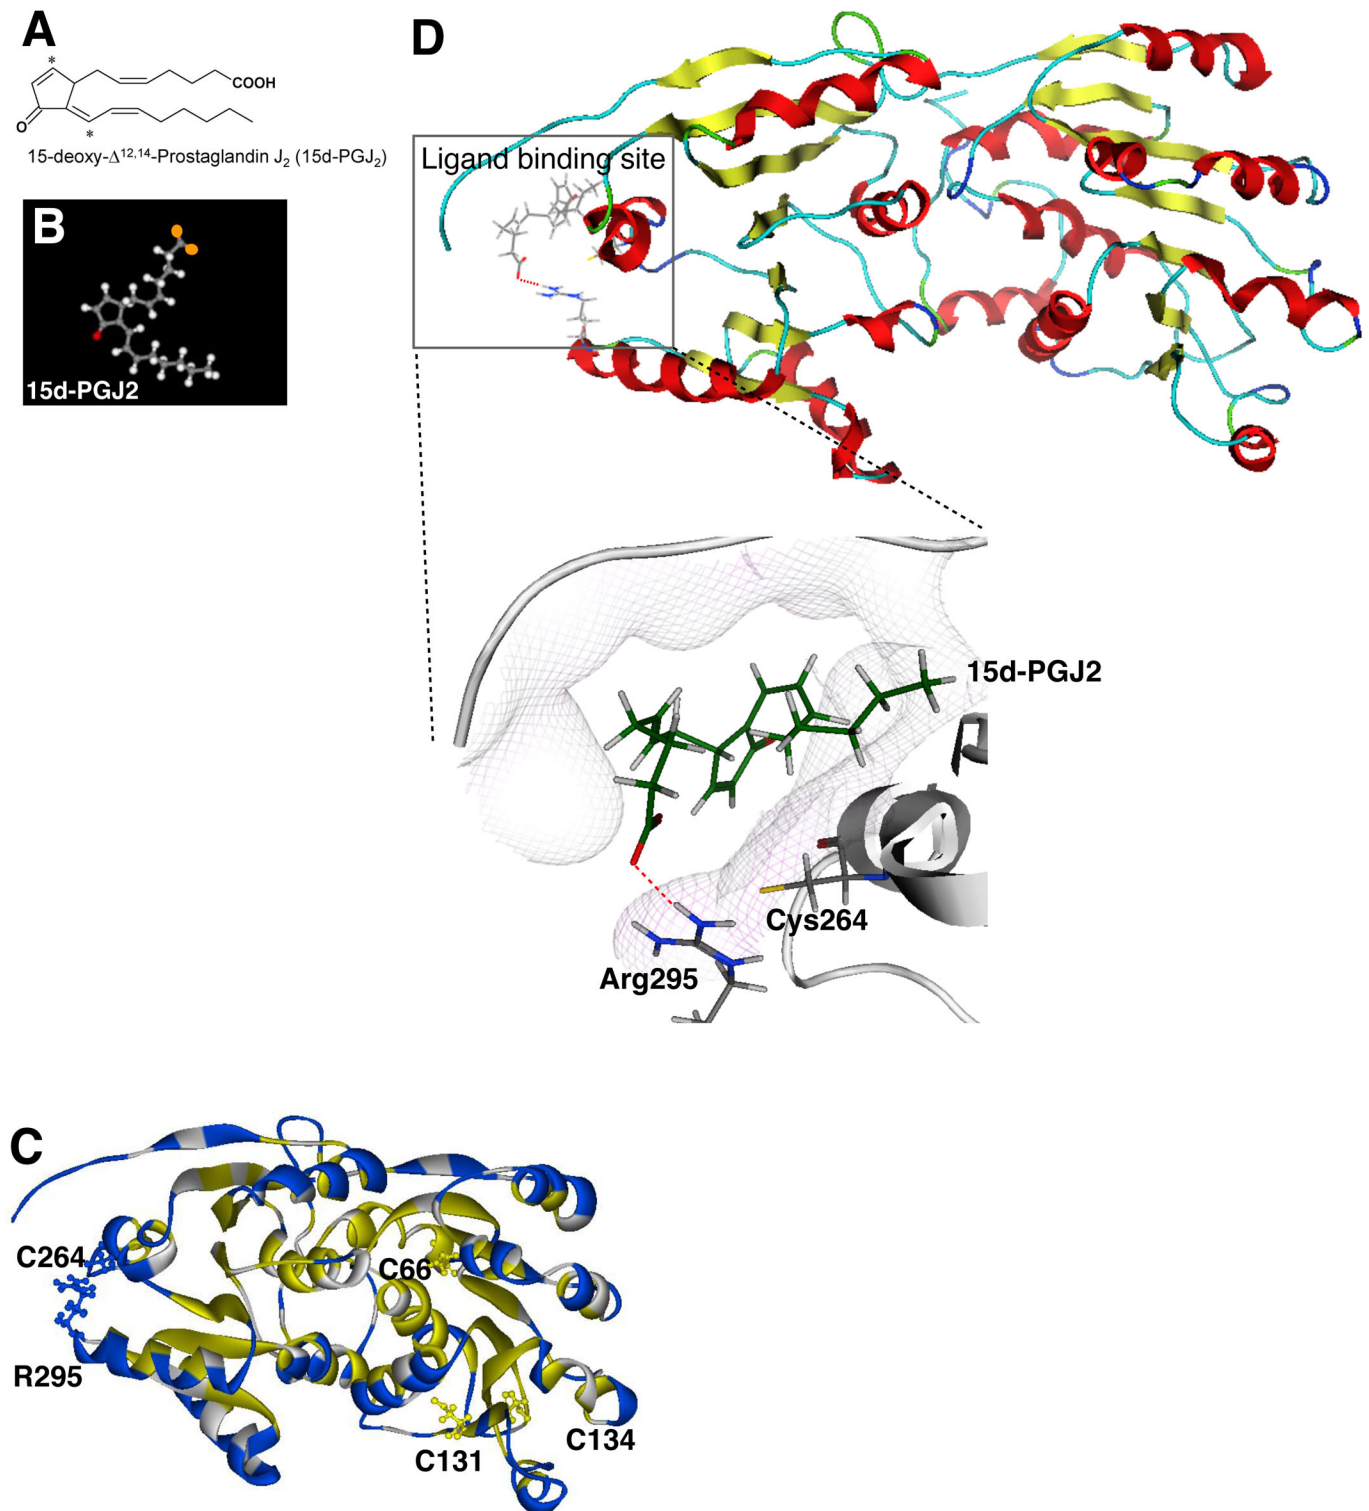 A
*
COOH
O
*
15-deoxy-Δ12,14-Prostaglandin J2 (15d-PGJ2)
B
15d-PGJ2
D
Ligand binding site
15d-PGJ2
Cys264
Arg295
C
C264
C66
R295
C134
C131